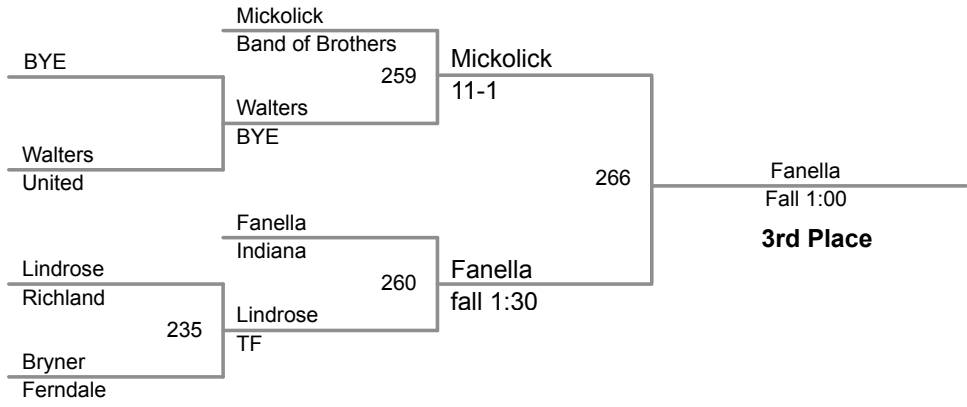 Mickolick
Band of Brothers
BYE
259
Mickolick
11-1
Walters
BYE
Walters
United
266
Fanella
Fall 1:00
3rd Place
Fanella
Indiana
Lindrose
Richland
260
Fanella
fall 1:30
235
Lindrose
TF
Bryner
Ferndale